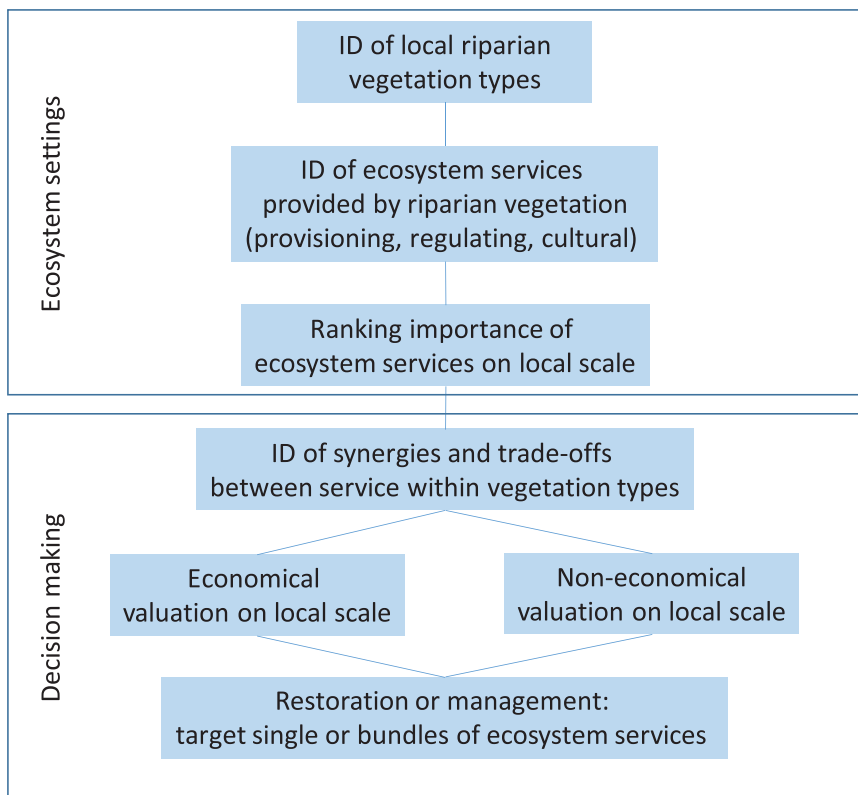 Ecosystem settings
ID of local riparian
vegetation types
ID of ecosystem services
provided by riparian vegetation
(provisioning, regulating, cultural)
Ranking importance of
ecosystem services on local scale
Decision making
ID of synergies and trade-offs
between service within vegetation types
Economical
valuation on local scale
Non-economical
valuation on local scale
Restoration or management:
target single or bundles of ecosystem services